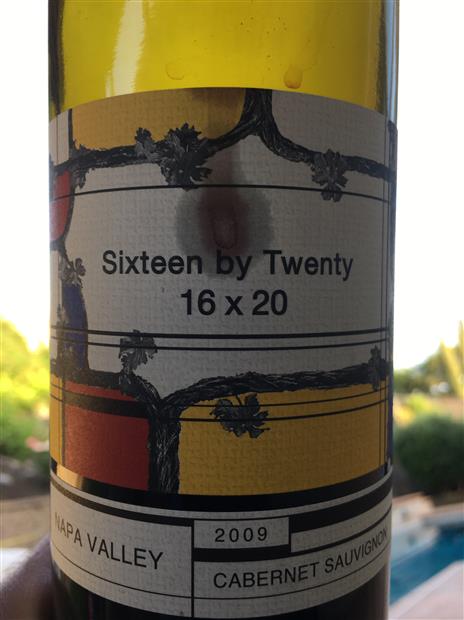 Sixteen by Twenty
16 x 20
NAPA VALLEY
2009
CABERNET SAUVIGNON